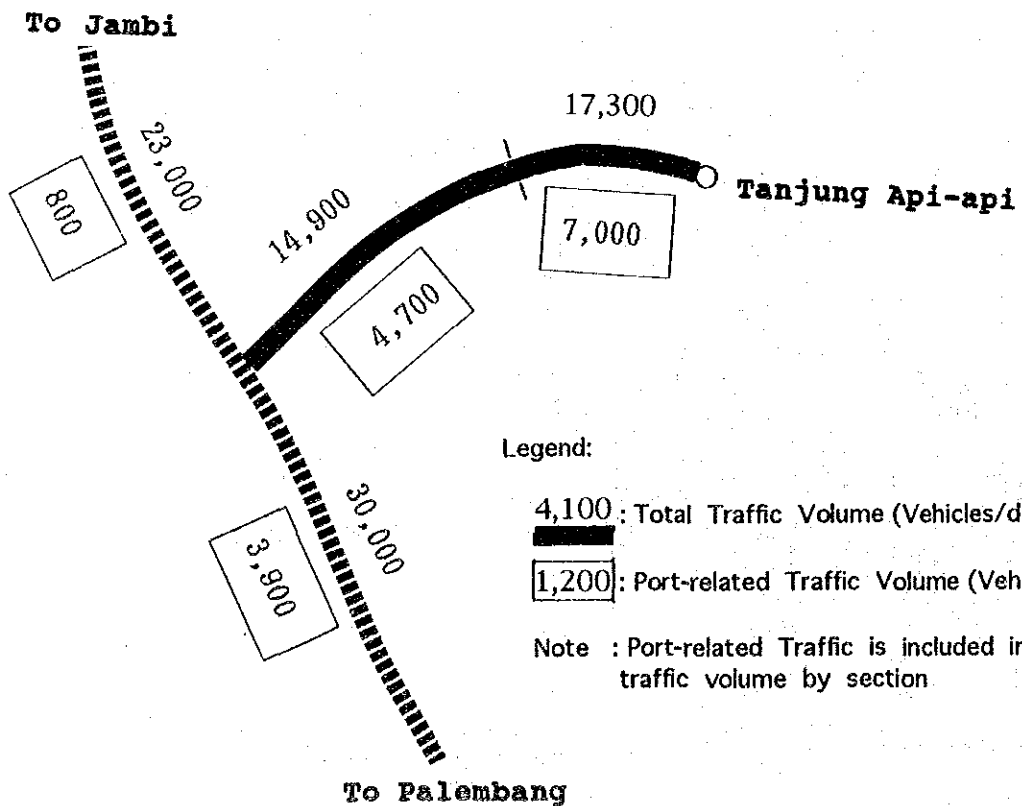 To Jambi
17,300
23,000
800
14,900
Tanjung Api-api
7,000
4,700
Legend:
4,100 : Total Traffic Volume (Vehicles/d
30,000
3,900
1,200 : Port-related Traffic Volume (Veh
Note : Port-related Traffic is included in
traffic volume by section
To Palembang